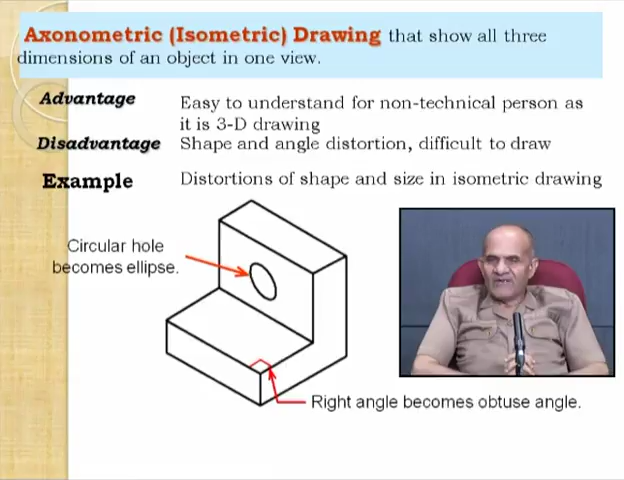 Axonometric (Isometric) Drawing that show all three
dimensions of an object in one view.
Advantage Easy to understand for non-technical person as
it is 3-D drawing
Disadvantage Shape and angle distortion, difficult to draw
Example Distortions of shape and size in isometric drawing
Circular hole
becomes ellipse.
Right angle becomes obtuse angle.